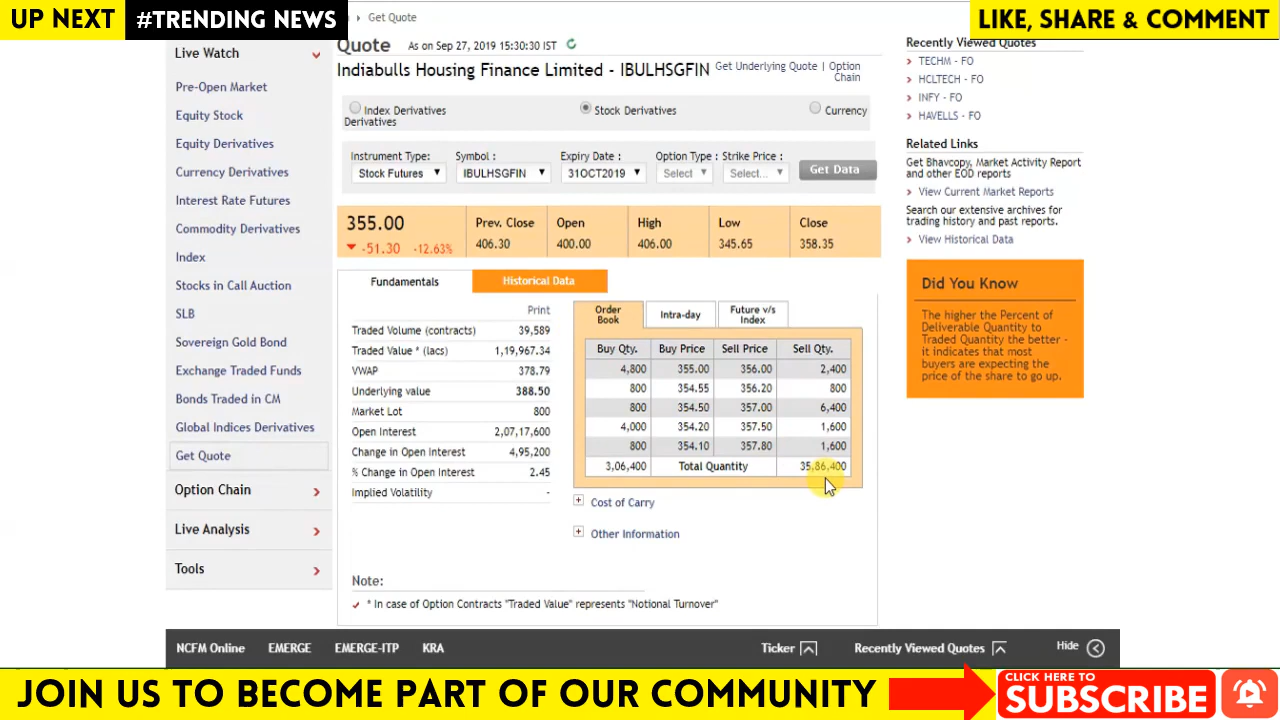 UP NEXT #TRENDING NEWS
LIKE, SHARE & COMMENT
Get Quote
Live Watch
Pre-Open Market
Equity Stock
Equity Derivatives
Currency Derivatives
Interest Rate Futures
Commodity Derivatives
Index
Stocks in Call Auction
SLB
Sovereign Gold Bond
Exchange Traded Funds
Bonds Traded in CM
Global Indices Derivatives
Get Quote
Option Chain
Live Analysis
Tools
Quote As on Sep 27, 2019 15:30:30 IST
Indiabulls Housing Finance Limited - IBULHSGFIN
Get Underlying Quote | Option
Chain
Index Derivatives Stock Derivatives Currency
Derivatives
Instrument Type: Symbol: Expiry Date : Option Type : Strike Price :
Stock Futures IBULHSGFIN 31OCT2019 Select Select... Get Data
355.00 Prev. Close Open High Low Close
-51.30 -12.63% 406.30 400.00 406.00 345.65 358.35
Fundamentals Historical Data
Print
Traded Volume (contracts) 39,589
Traded Value * (lacs) 1,19,967.34
VWAP 378.79
Underlying value 388.50
Market Lot 800
Open Interest 2,07,17,600
Change in Open Interest 4,95,200
% Change in Open Interest 2.45
Implied Volatility -
Order
Book
Intra-day
Future v/s
Index
Buy Qty. Buy Price Sell Price Sell Qty.
4,800 355.00 356.00 2,400
800 354.55 356.20 800
800 354.50 357.00 6,400
4,000 354.20 357.50 1,600
800 354.10 357.80 1,600
3,06,400 Total Quantity 35,86,400
Cost of Carry
Other Information
Note:
* In case of Option Contracts "Traded Value" represents "Notional Turnover"
Recently Viewed Quotes
TECHM - FO
HCLTECH - FO
INFY - FO
HAVELLS - FO
Related Links
Get Bhavcopy, Market Activity Report
and other EOD reports
View Current Market Reports
Search our extensive archives for
trading history and past reports.
View Historical Data
Did You Know
The higher the Percent of
Deliverable Quantity to
Traded Quantity the better -
it indicates that most
buyers are expecting the
price of the share to go up.
NCFM Online EMERGE EMERGE-ITP KRA Ticker Recently Viewed Quotes Hide
JOIN US TO BECOME PART OF OUR COMMUNITY
CLICK HERE TO
SUBSCRIBE